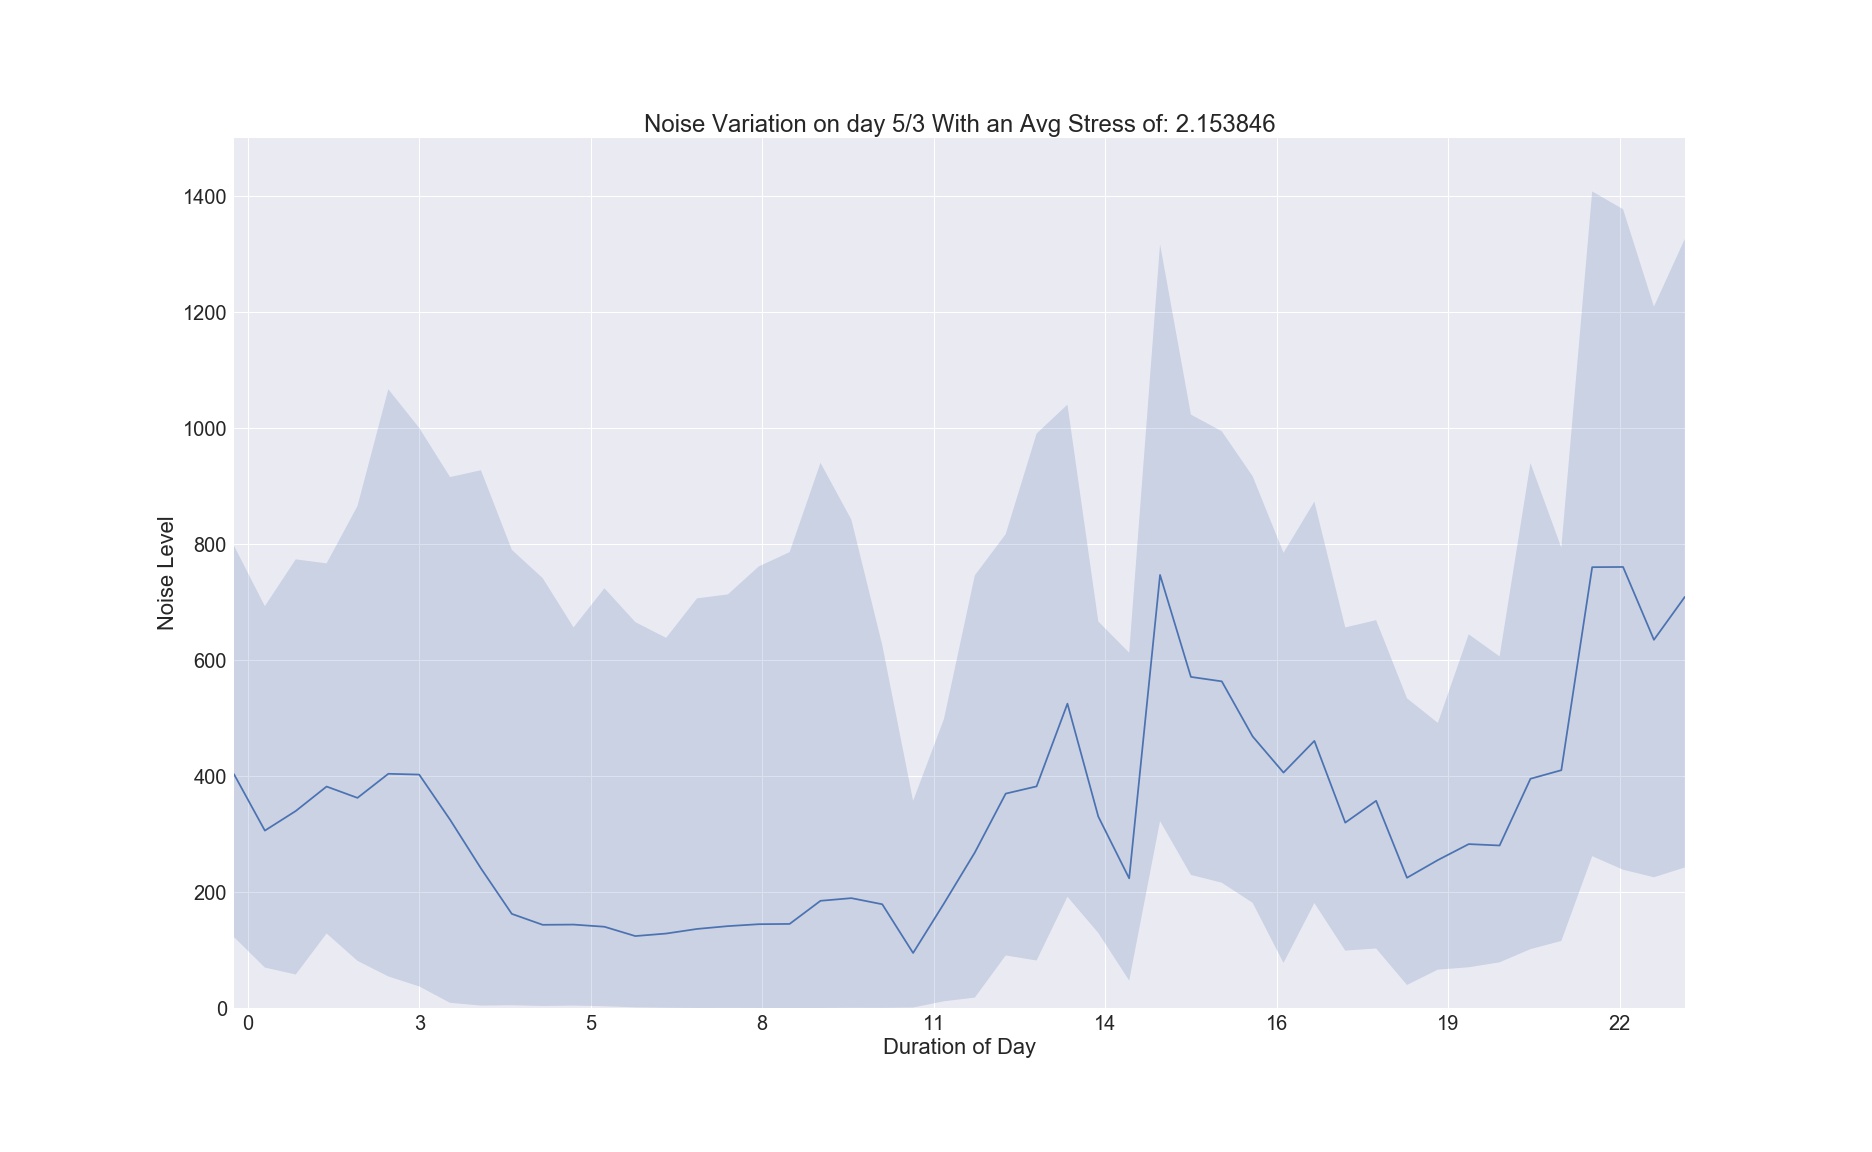 Noise Variation on day 5/3 With an Avg Stress of: 2.153846
1400
1200
1000
800
600
400
200
0
Noise Level
0 3 5 8 11 14 16 19 22
Duration of Day